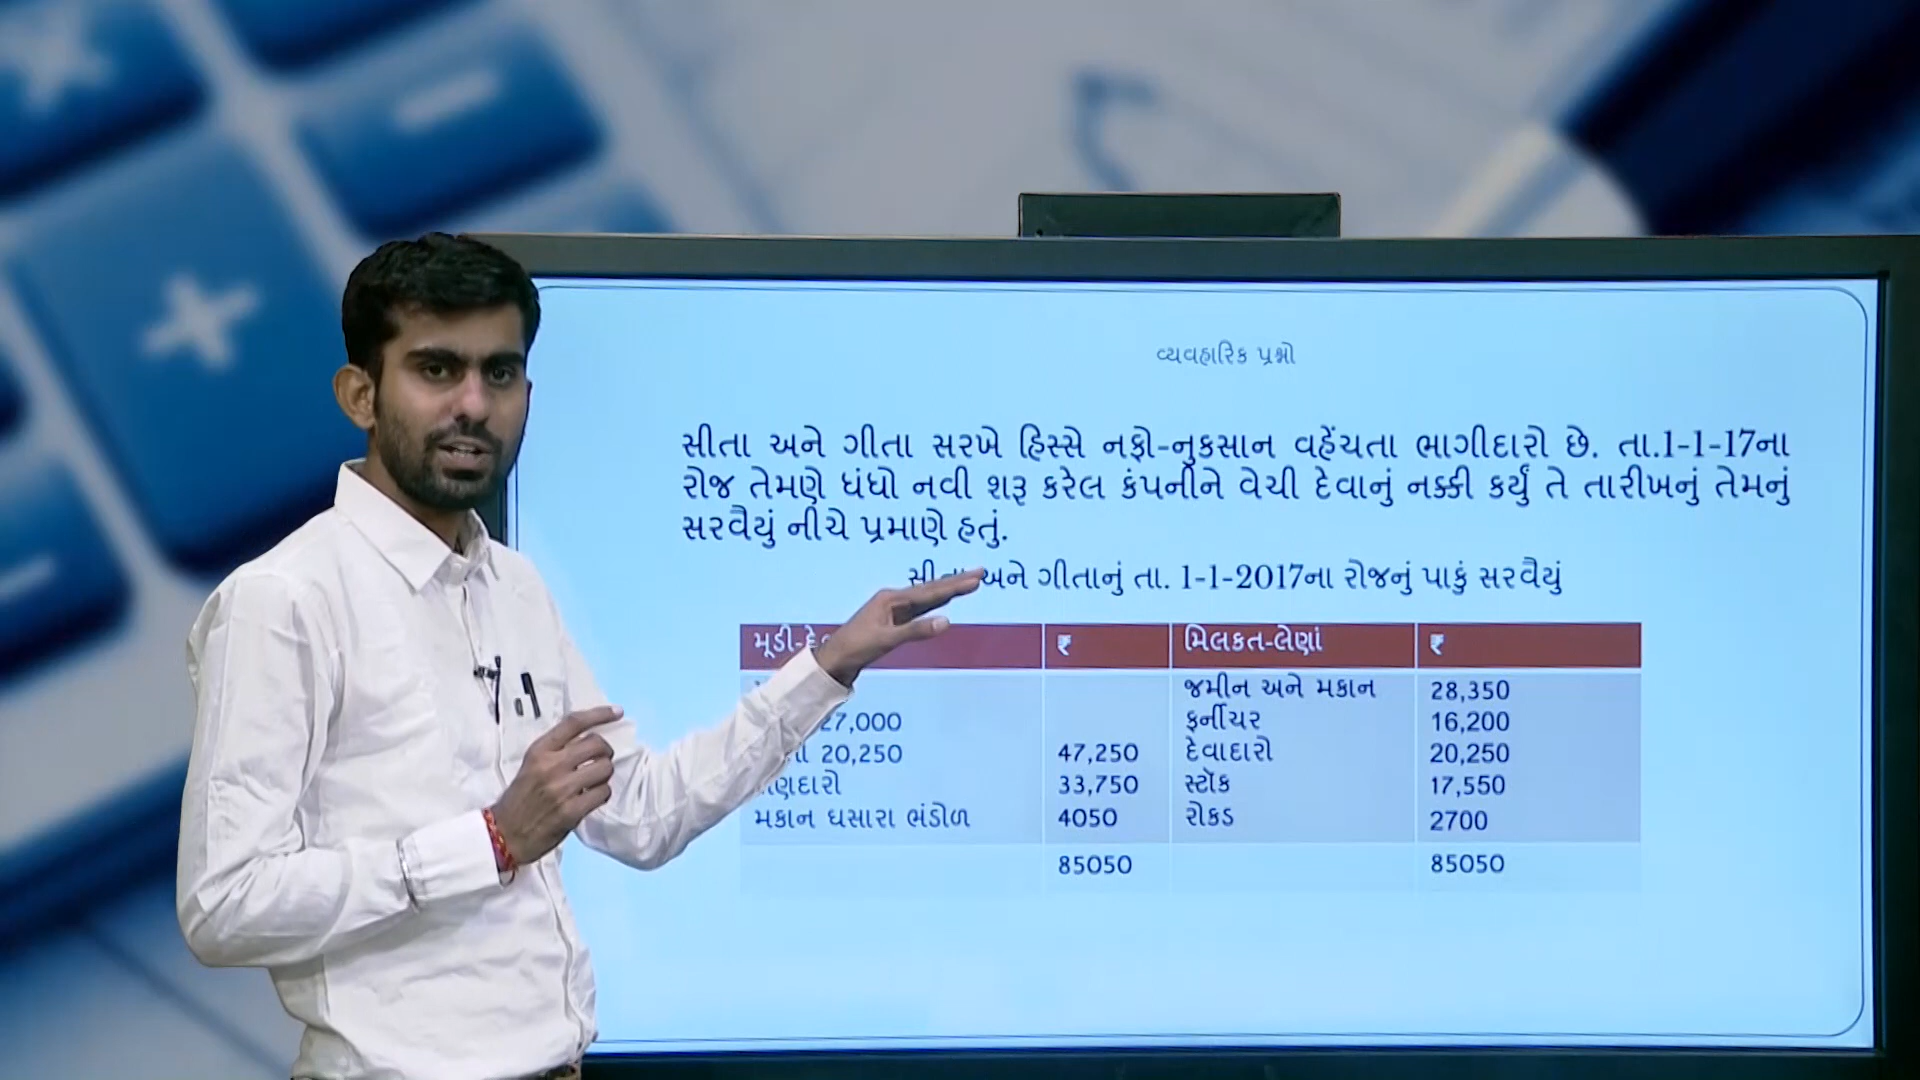 વ્યવહારિક પ્રશ્નો
સીતા અને ગીતા સરખે હિસ્સે નફો-નુકસાન વહેંચતા ભાગીદારો છે. તા.1-1-17ના
રોજ તેમણે ધંધો નવી શરૂ કરેલ કંપનીને વેચી દેવાનું નક્કી કર્યું તે તારીખનું તેમનું
સરવૈયું નીચે પ્રમાણે હતું.
અને ગીતાનું તા. 1-1-2017ના રોજનું પાકું સરવૈયું
₹ મિલકત-લેણાં ₹
જમીન અને મકાન 28,350
27,000 ફર્નીચર 16,200
20,250 47,250 દેવાદારો 20,250
33,750 સ્ટૉક 17,550
મકાન ઘસારા ભંડોળ 4050 રોકડ 2700
85050 85050